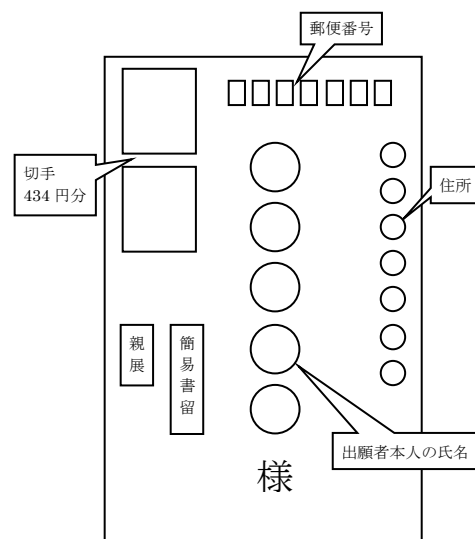 郵便番号
切手
434 円分
住所
親展
簡易書留
出願者本人の氏名
様